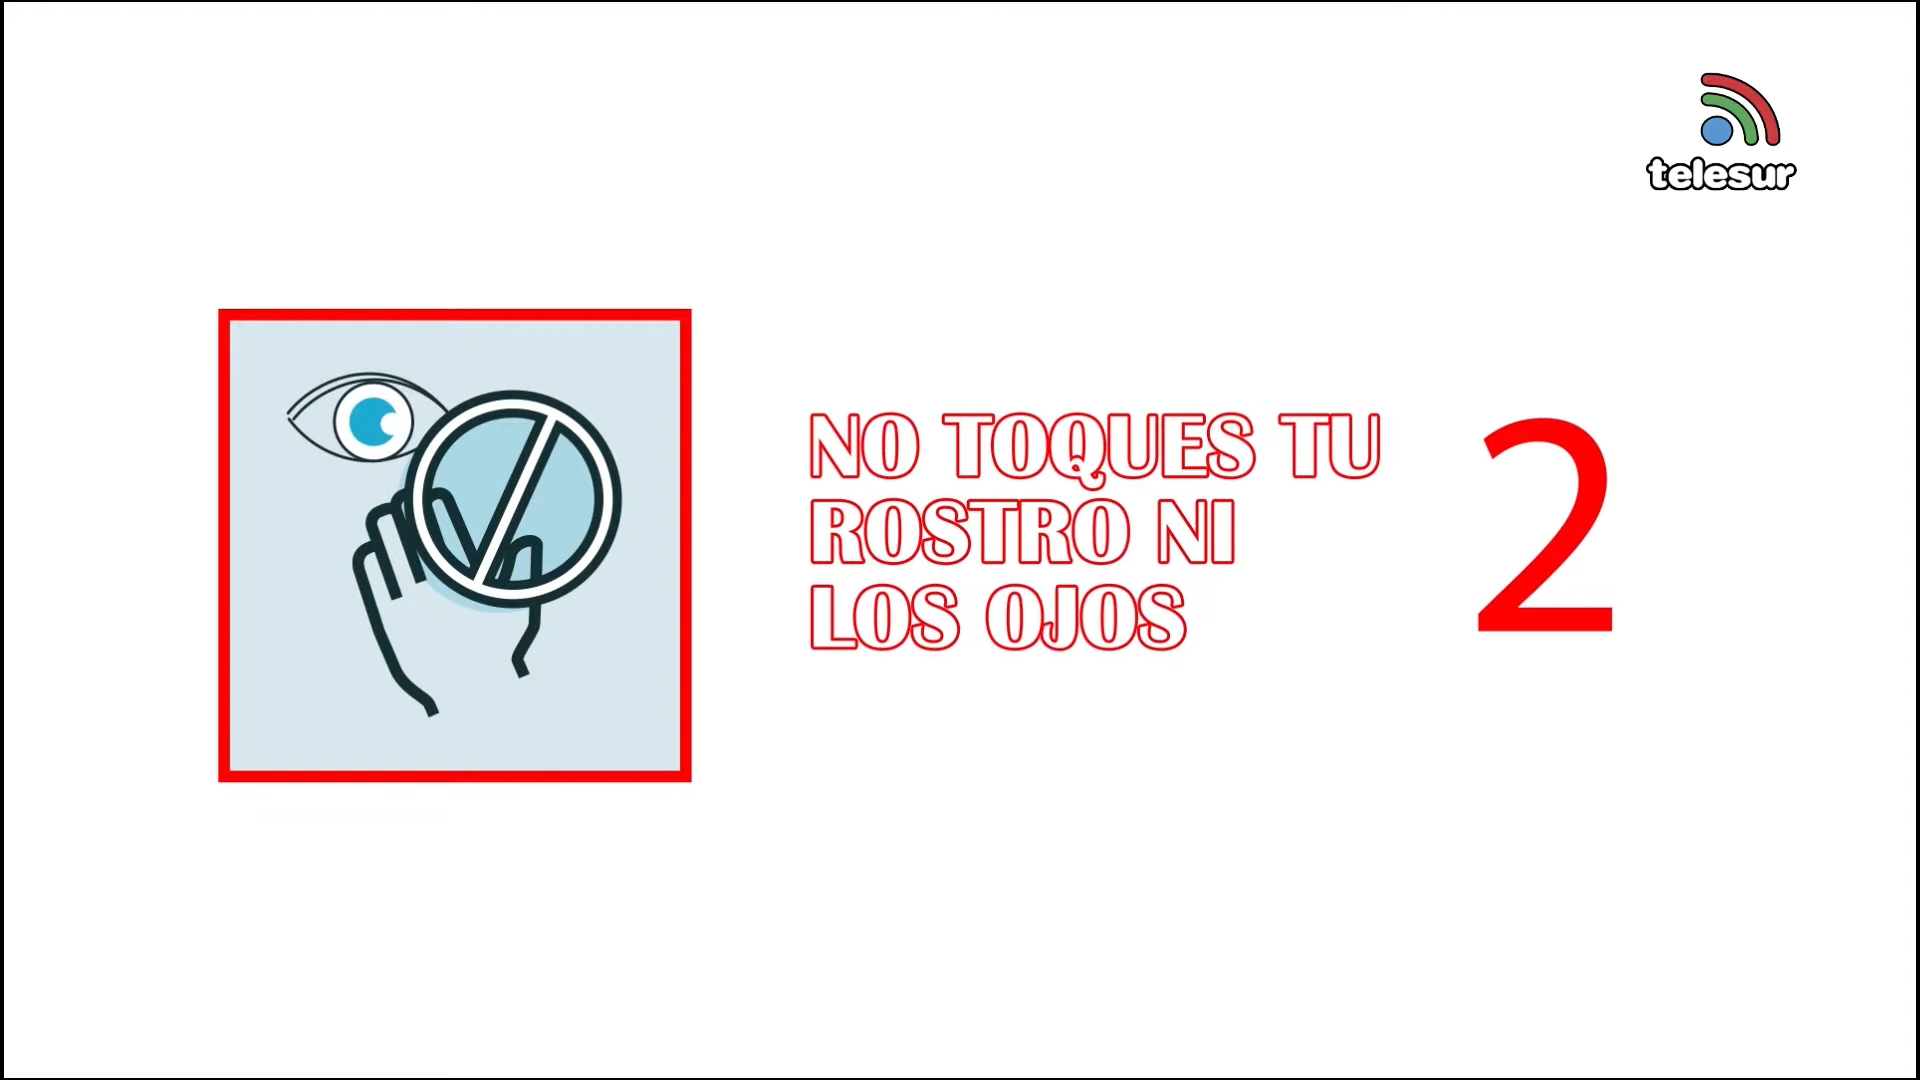 telesur
NO TOQUES TU
ROSTRO NI
LOS OJOS
2